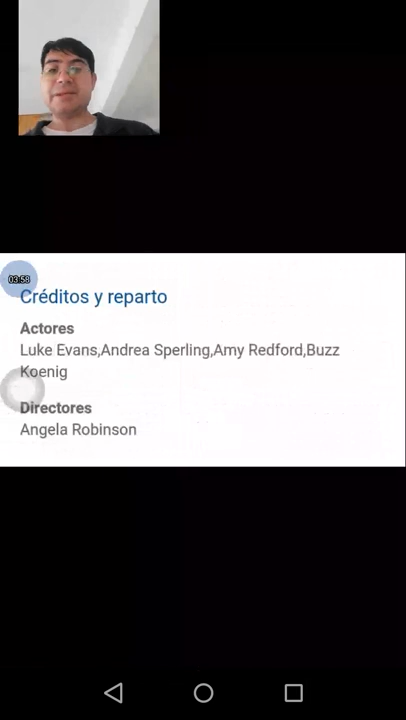 03:58
Créditos y reparto
Actores
Luke Evans,Andrea Sperling,Amy Redford,Buzz
Koenig
Directores
Angela Robinson